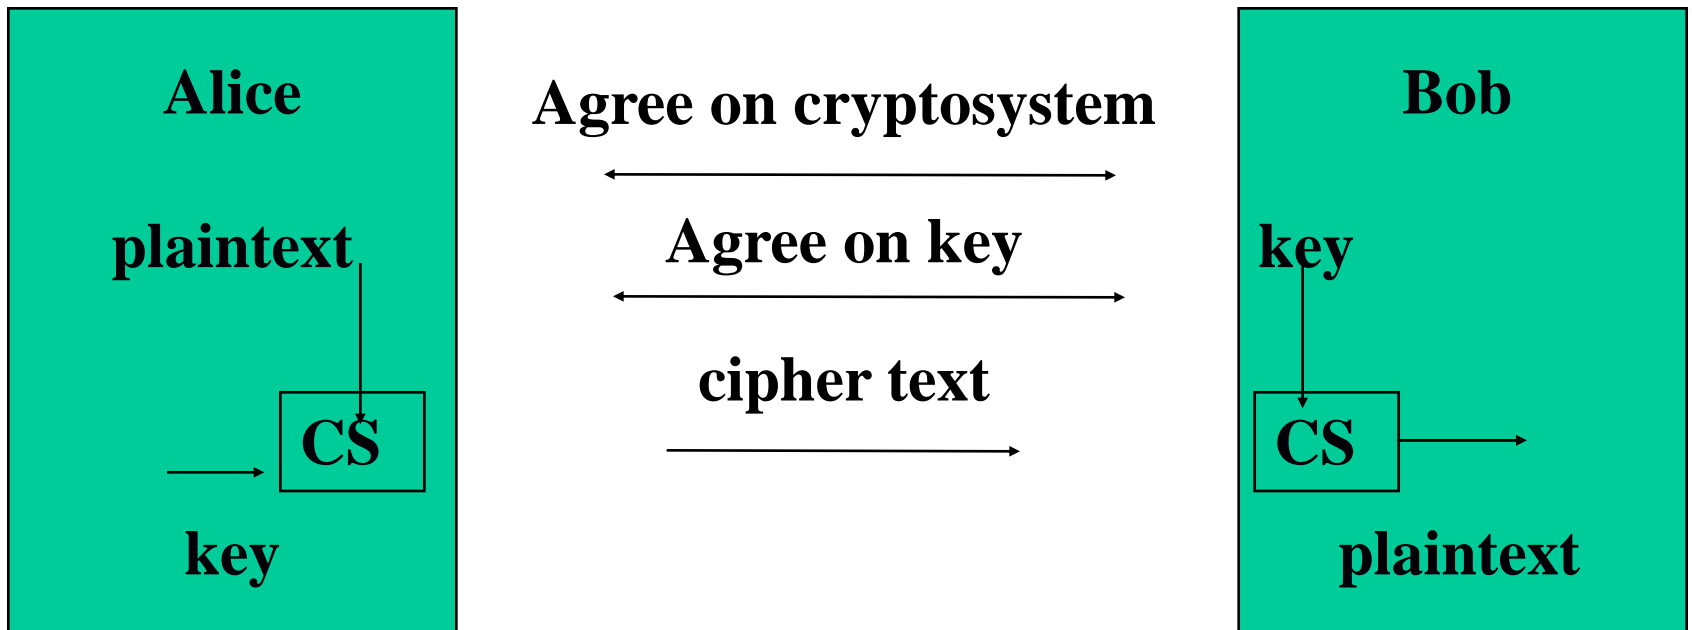 Alice
plaintext
CS
key
Agree on cryptosystem
Agree on key
cipher text
Bob
key
CS
plaintext